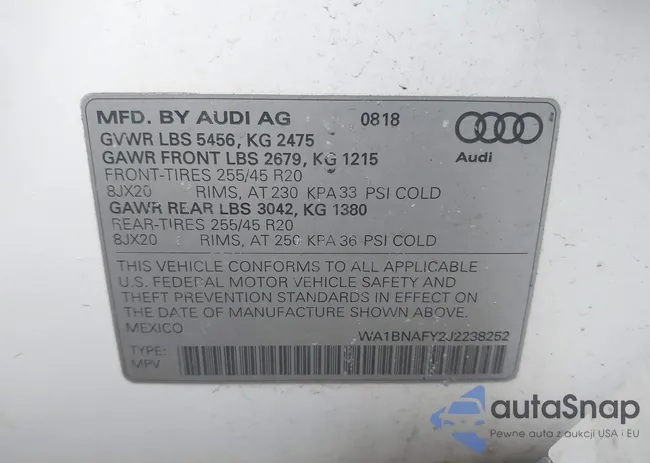 MFD. BY AUDI AG 0818
GVWR LBS 5456, KG 2475
GAWR FRONT LBS 2679, KG 1215
FRONT-TIRES 255/45 R20
8JX20 RIMS, AT 230 KPA 33 PSI COLD
GAWR REAR LBS 3042, KG 1380
REAR-TIRES 255/45 R20
8JX20 RIMS, AT 250 KPA 36 PSI COLD
Audi
THIS VEHICLE CONFORMS TO ALL APPLICABLE
U.S. FEDERAL MOTOR VEHICLE SAFETY AND
THEFT PREVENTION STANDARDS IN EFFECT ON
THE DATE OF MANUFACTURE SHOWN ABOVE.
MEXICO WA1BNAFY2J2238252
TYPE:
MPV
autaSnap
Pewne auta z aukcji USA i EU